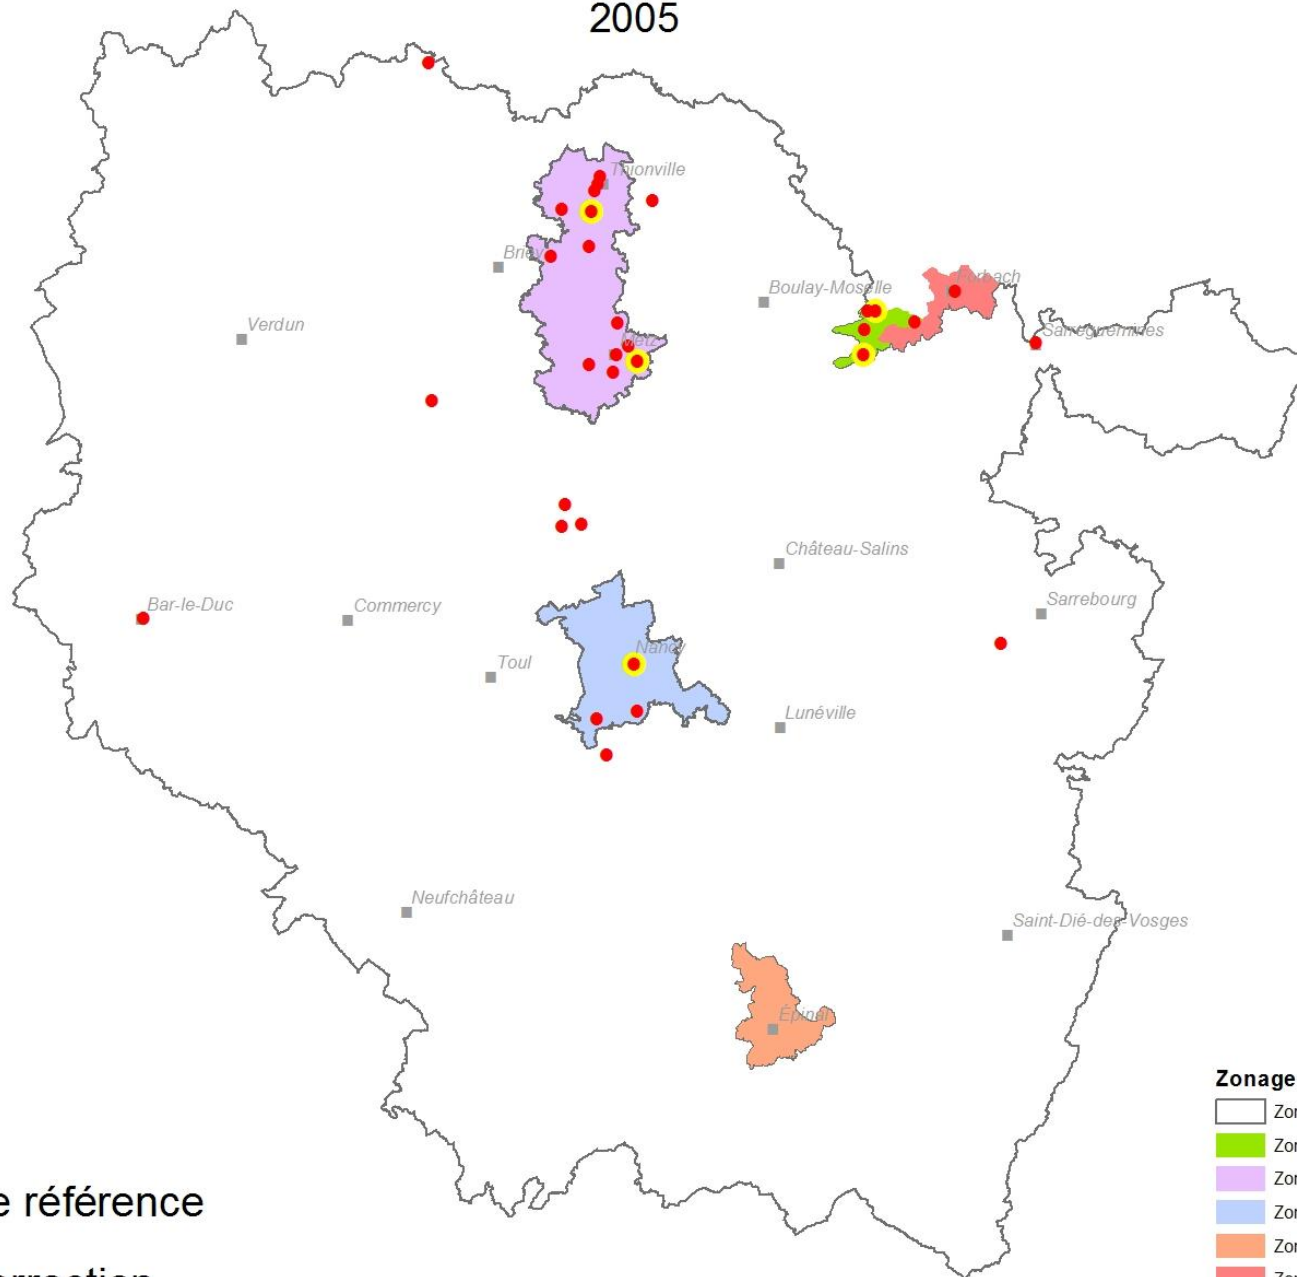 2005
Thionville
Briey
Boulay-Moselle
Forbach
Verdun
Sarreguemines
Metz
Château-Salins
Bar-le-Duc
Commercy
Sarrebourg
Nancy
Toul
Lunéville
Neufchâteau
Saint-Dié-des-Vosges
Épinal
Zonage
référence